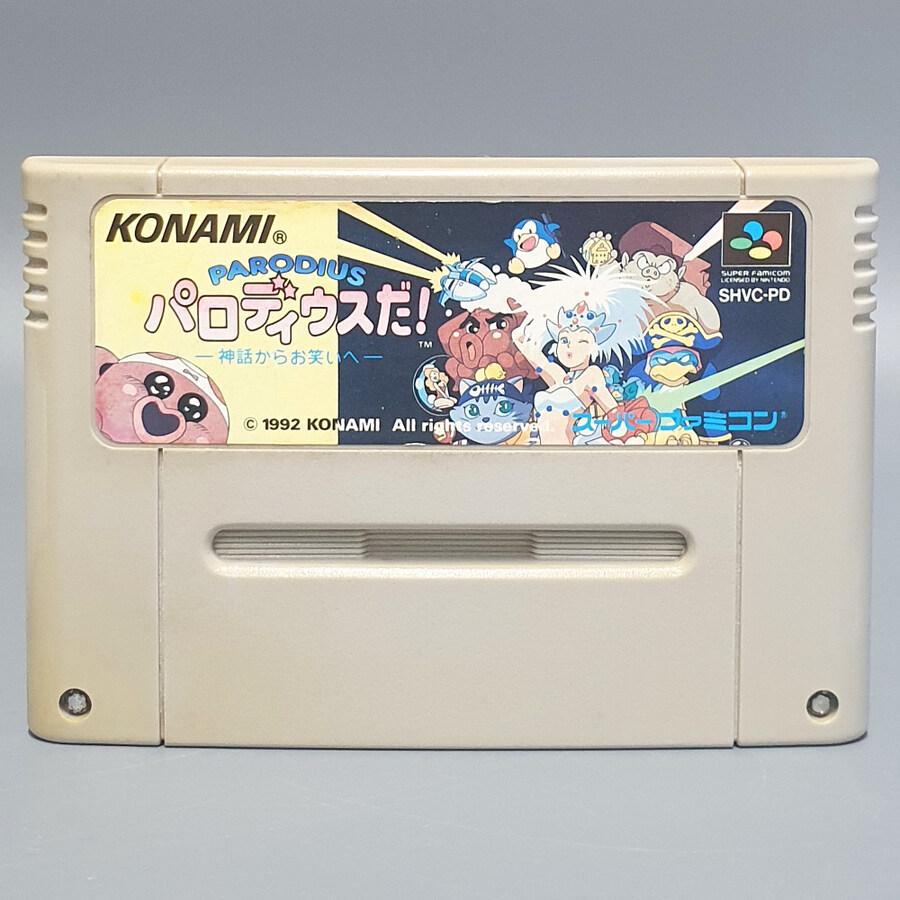 KONAMI®
PARODIUS
パロディウスだ!™
―神話からお笑いへ―
© 1992 KONAMI All rights reserved.
SUPER FAMICOM
LICENSED BY NINTENDO
SHVC-PD
スーパーファミコン®